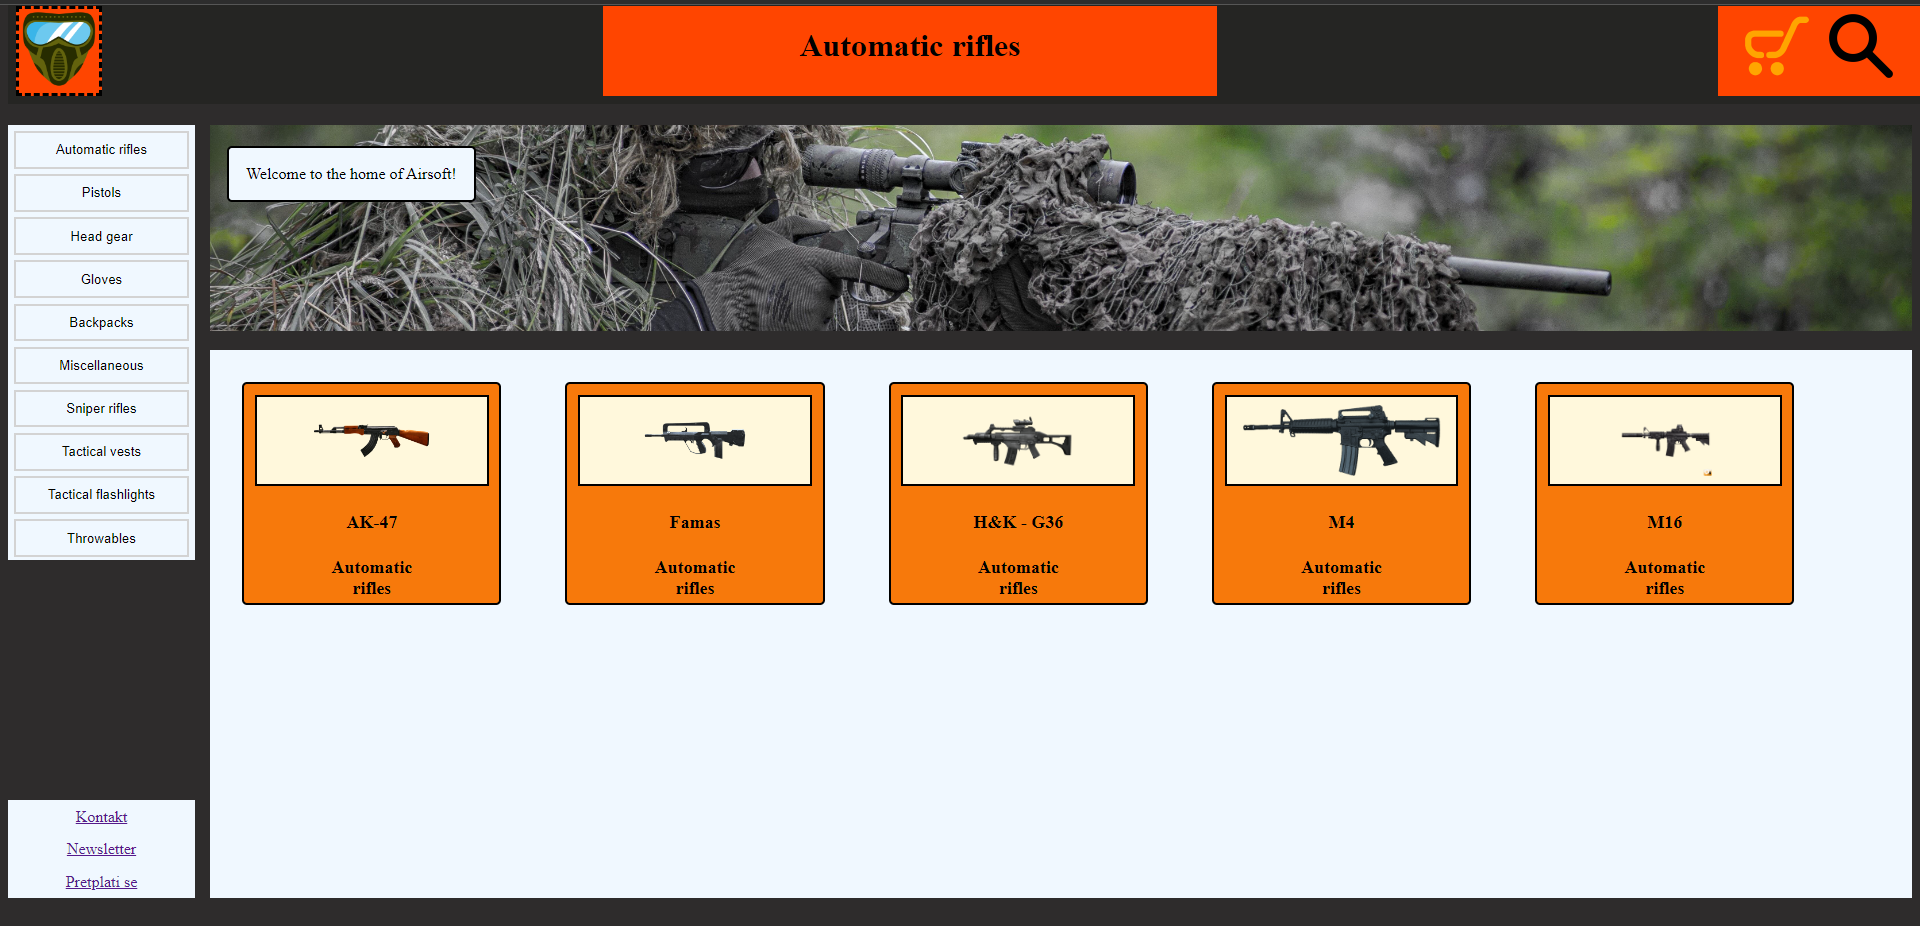 Automatic rifles
Automatic rifles
Pistols
Head gear
Gloves
Backpacks
Miscellaneous
Sniper rifles
Tactical vests
Tactical flashlights
Throwables
Kontakt
Newsletter
Pretplati se
Welcome to the home of Airsoft!
AK-47
Automatic
rifles
Famas
Automatic
rifles
H&K - G36
Automatic
rifles
M4
Automatic
rifles
M16
Automatic
rifles